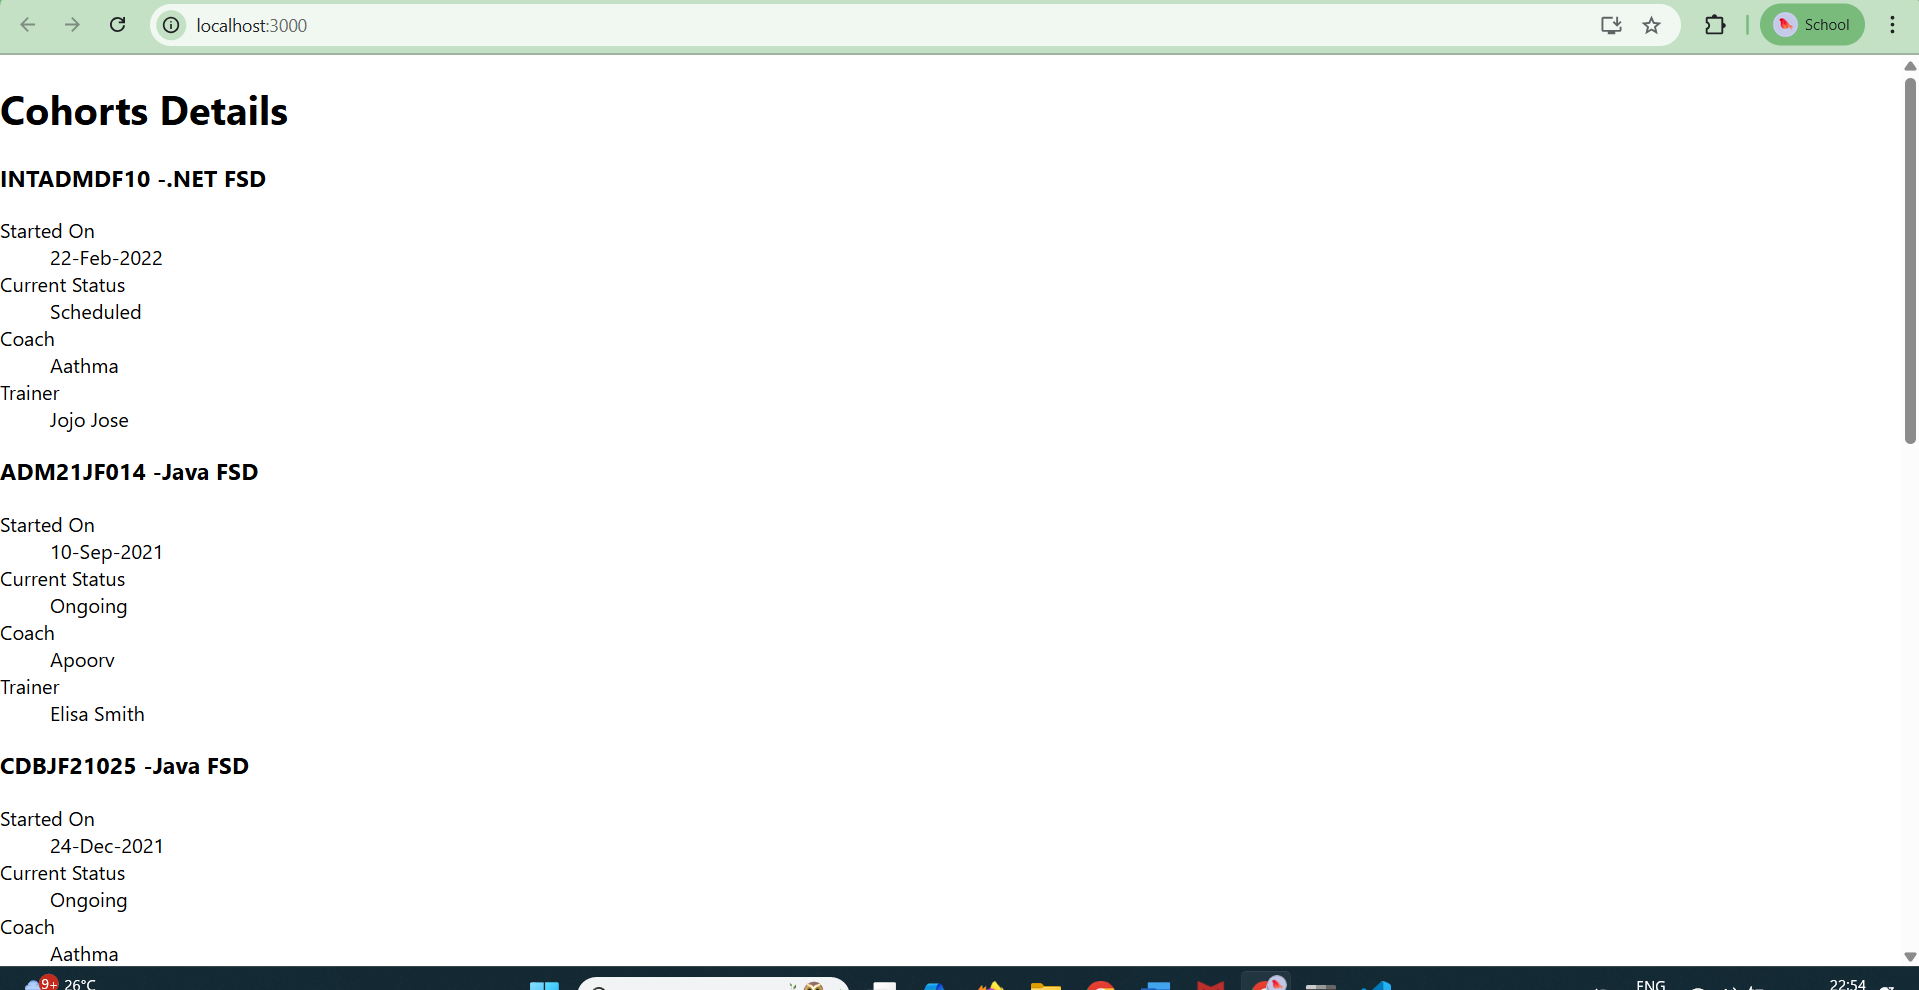 localhost:3000
School
Cohorts Details
INTADMDF10 -.NET FSD
Started On
22-Feb-2022
Current Status
Scheduled
Coach
Aathma
Trainer
Jojo Jose
ADM21JF014 -Java FSD
Started On
10-Sep-2021
Current Status
Ongoing
Coach
Apoorv
Trainer
Elisa Smith
CDBJF21025 -Java FSD
Started On
24-Dec-2021
Current Status
Ongoing
Coach
Aathma
9+ 26°C
ENG
22:54